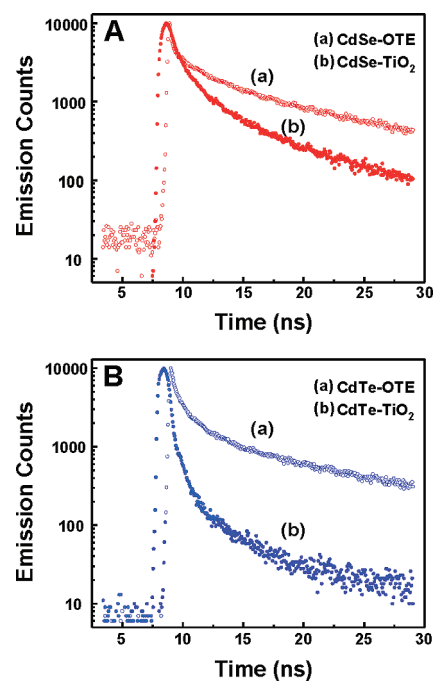 A
(a) CdSe-OTE
(b) CdSe-TiO₂
(a)
(b)
Emission Counts
10000
1000
100
10
5 10 15 20 25 30
Time (ns)
B
(a) CdTe-OTE
(b) CdTe-TiO₂
(a)
(b)
Emission Counts
10000
1000
100
10
5 10 15 20 25 30
Time (ns)